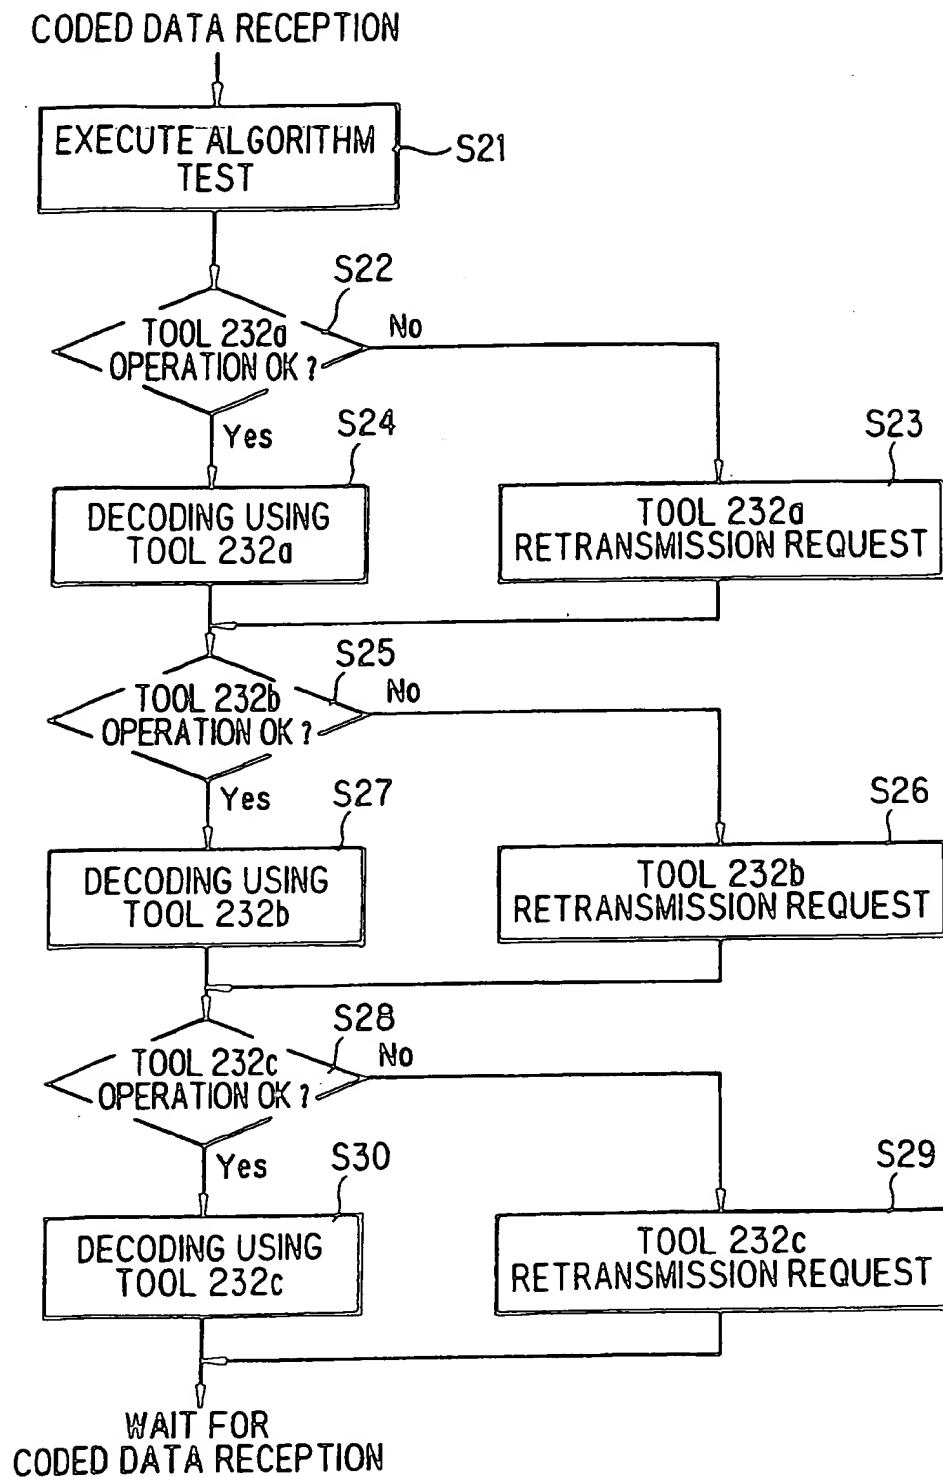 CODED DATA RECEPTION
EXECUTE ALGORITHM
TEST
S21
S22
TOOL 232a
OPERATION OK ?
No
Yes
S24
S23
DECODING USING
TOOL 232a
TOOL 232a
RETRANSMISSION REQUEST
S25
TOOL 232b
OPERATION OK ?
No
Yes
S27
S26
DECODING USING
TOOL 232b
TOOL 232b
RETRANSMISSION REQUEST
S28
TOOL 232c
OPERATION OK ?
No
Yes
S30
S29
DECODING USING
TOOL 232c
TOOL 232c
RETRANSMISSION REQUEST
WAIT FOR
CODED DATA RECEPTION